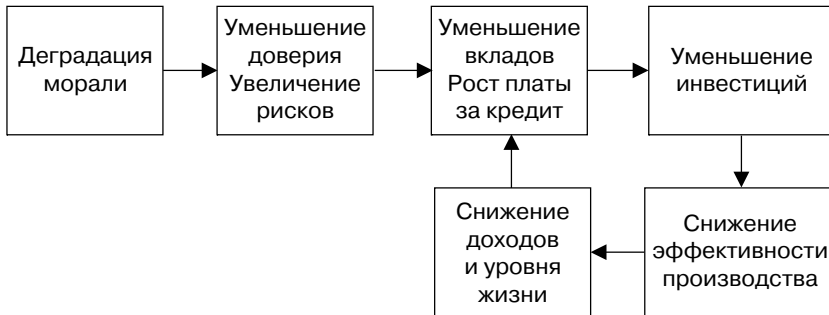 Деградация
морали
Уменьшение
доверия
Увеличение
рисков
Уменьшение
вкладов
Рост платы
за кредит
Уменьшение
инвестиций
Снижение
доходов
и уровня
жизни
Снижение
эффективности
производства